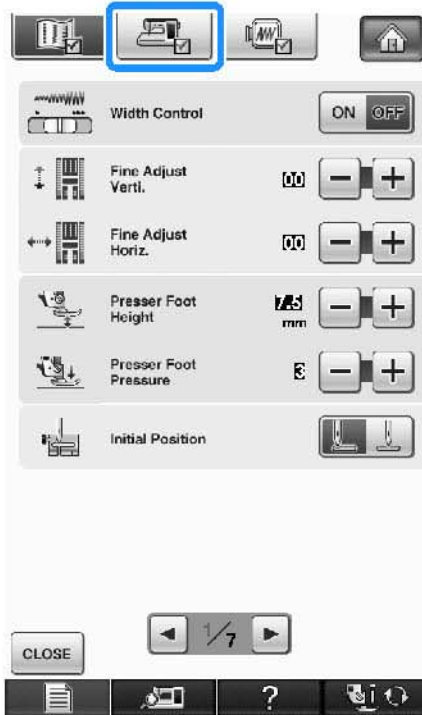 Width Control
ON OFF
Fine Adjust
Verti.
00
Fine Adjust
Horiz.
00
Presser Foot
Height
7.5
mm
Presser Foot
Pressure
3
Initial Position
1/7
CLOSE
?